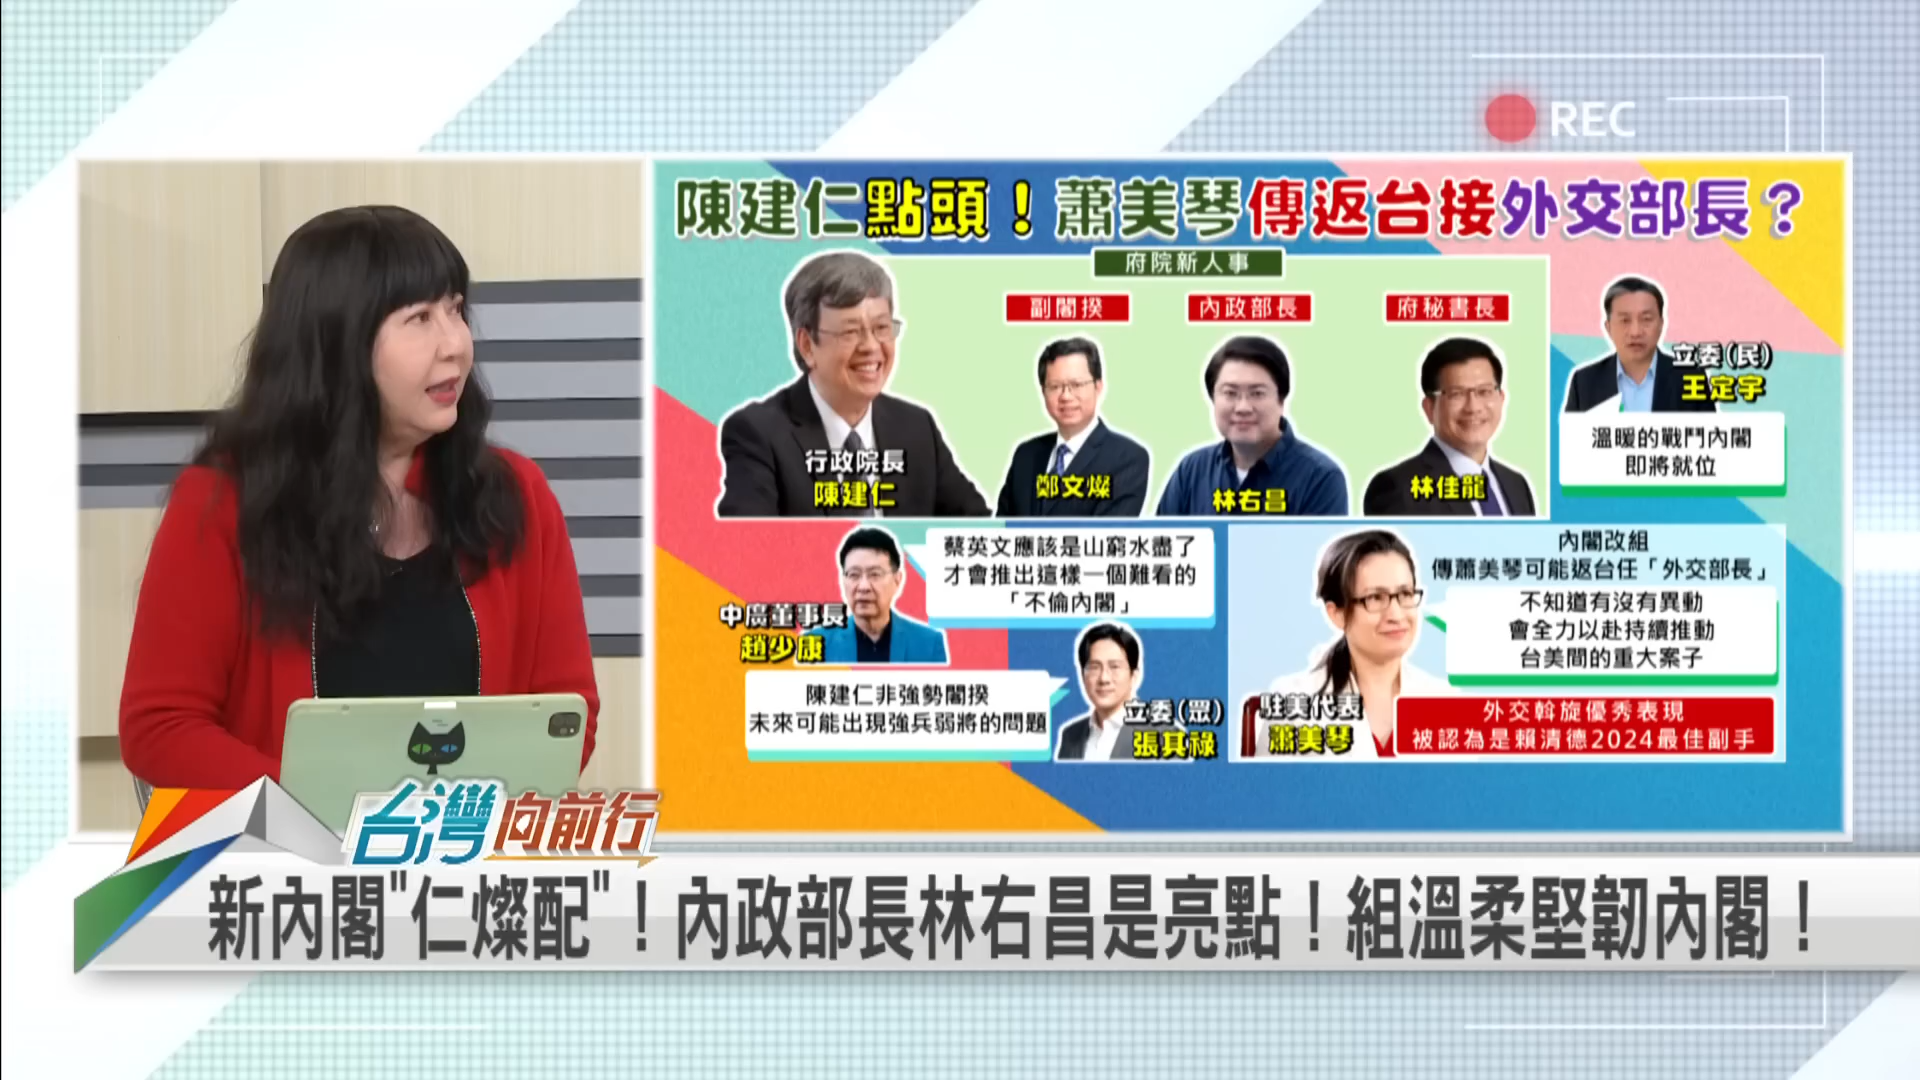 REC
陳建仁點頭！蕭美琴傳返台接外交部長？
府院新人事
副閣揆
內政部長
府秘書長
行政院長
陳建仁
鄭文燦
林右昌
林佳龍
立委(民)
王定宇
溫暖的戰鬥內閣
即將就位
中廣董事長
趙少康
蔡英文應該是山窮水盡了
才會推出這樣一個難看的
「不倫內閣」
陳建仁非強勢閣揆
未來可能出現強兵弱將的問題
立委(眾)
張其祿
內閣改組
傳蕭美琴可能返台任「外交部長」
不知道有沒有異動
會全力以赴持續推動
台美間的重大案子
駐美代表
蕭美琴
外交斡旋優秀表現
被認為是賴清德2024最佳副手
台灣向前行
新內閣"仁燦配"！內政部長林右昌是亮點！組溫柔堅韌內閣！